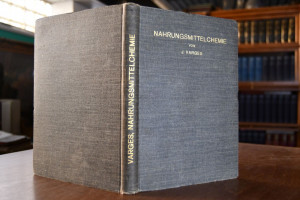 VARGES, NAHRUNGSMITTELCHEMIE
NAHRUNGSMITTELCHEMIE
VON
J. VARGES